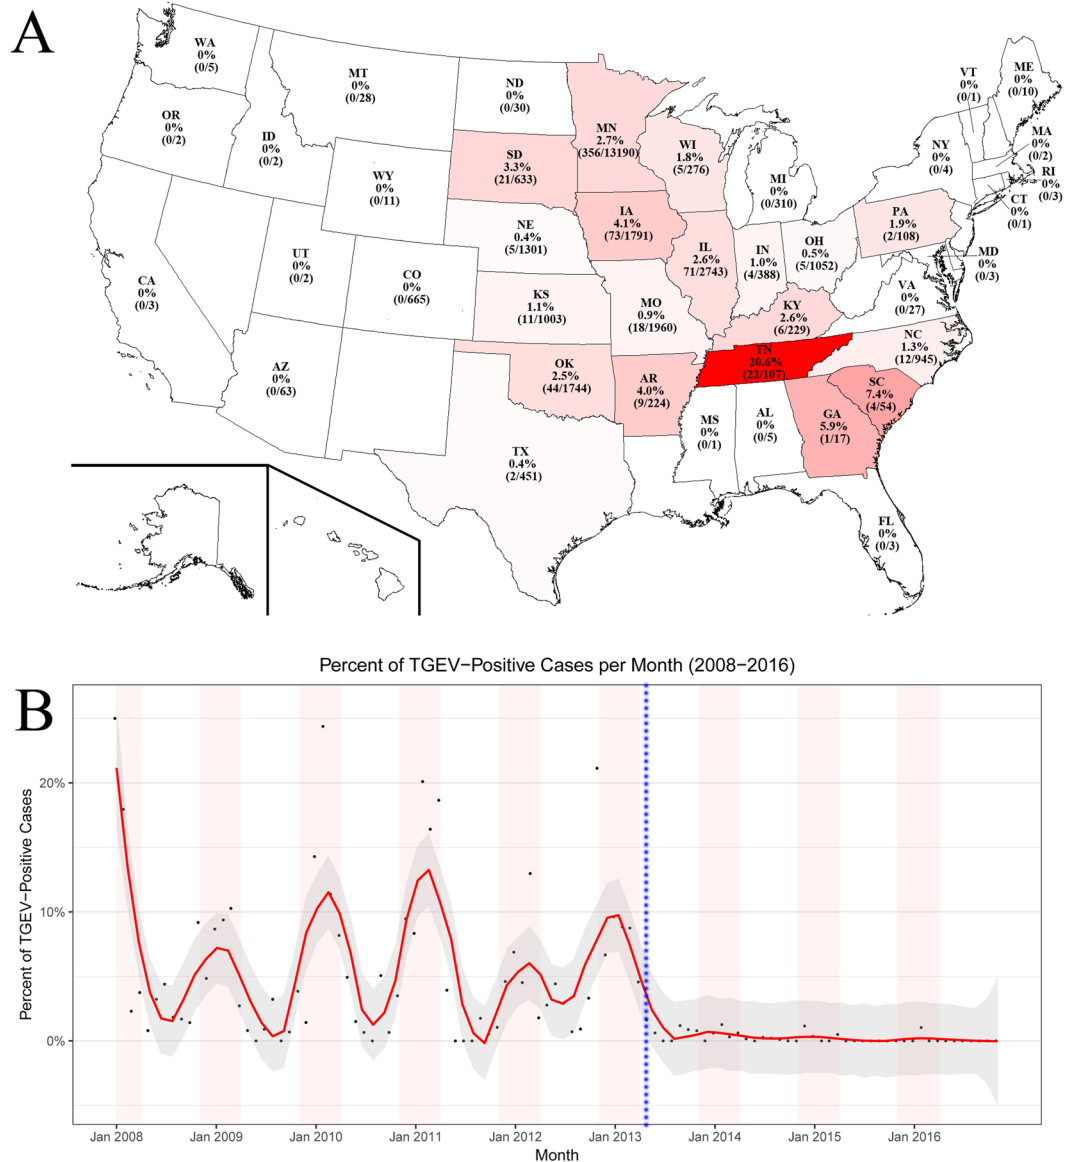 A
WA
0%
(0/5)
OR
0%
(0/2)
ID
0%
(0/2)
MT
0%
(0/28)
WY
0%
(0/11)
ND
0%
(0/30)
SD
3.3%
(21/633)
NE
0.4%
(5/1301)
MN
2.7%
(356/13190)
WI
1.8%
(5/276)
MI
0%
(0/310)
IA
4.1%
(73/1791)
IL
2.6%
71/2743)
IN
1.0%
(4/388)
OH
0.5%
(5/1052)
PA
1.9%
(2/108)
NY
0%
(0/4)
VT
0%
(0/1)
ME
0%
(0/10)
MA
0%
(0/2)
RI
0%
(0/3)
CT
0%
(0/1)
MD
0%
(0/3)
VA
0%
(0/27)
CA
0%
(0/3)
UT
0%
(0/2)
CO
0%
(0/665)
KS
1.1%
(11/1003)
MO
0.9%
(18/1960)
KY
2.6%
(6/229)
NC
1.3%
(12/945)
TN
20.6%
(22/107)
AZ
0%
(0/63)
OK
2.5%
(44/1744)
AR
4.0%
(9/224)
SC
7.4%
(4/54)
GA
5.9%
(1/17)
MS
0%
(0/1)
AL
0%
(0/5)
TX
0.4%
(2/451)
FL
0%
(0/3)
B
Percent of TGEV−Positive Cases per Month (2008−2016)
Percent of TGEV−Positive Cases
20%
10%
0%
Jan 2008 Jan 2009 Jan 2010 Jan 2011 Jan 2012 Jan 2013 Jan 2014 Jan 2015 Jan 2016
Month